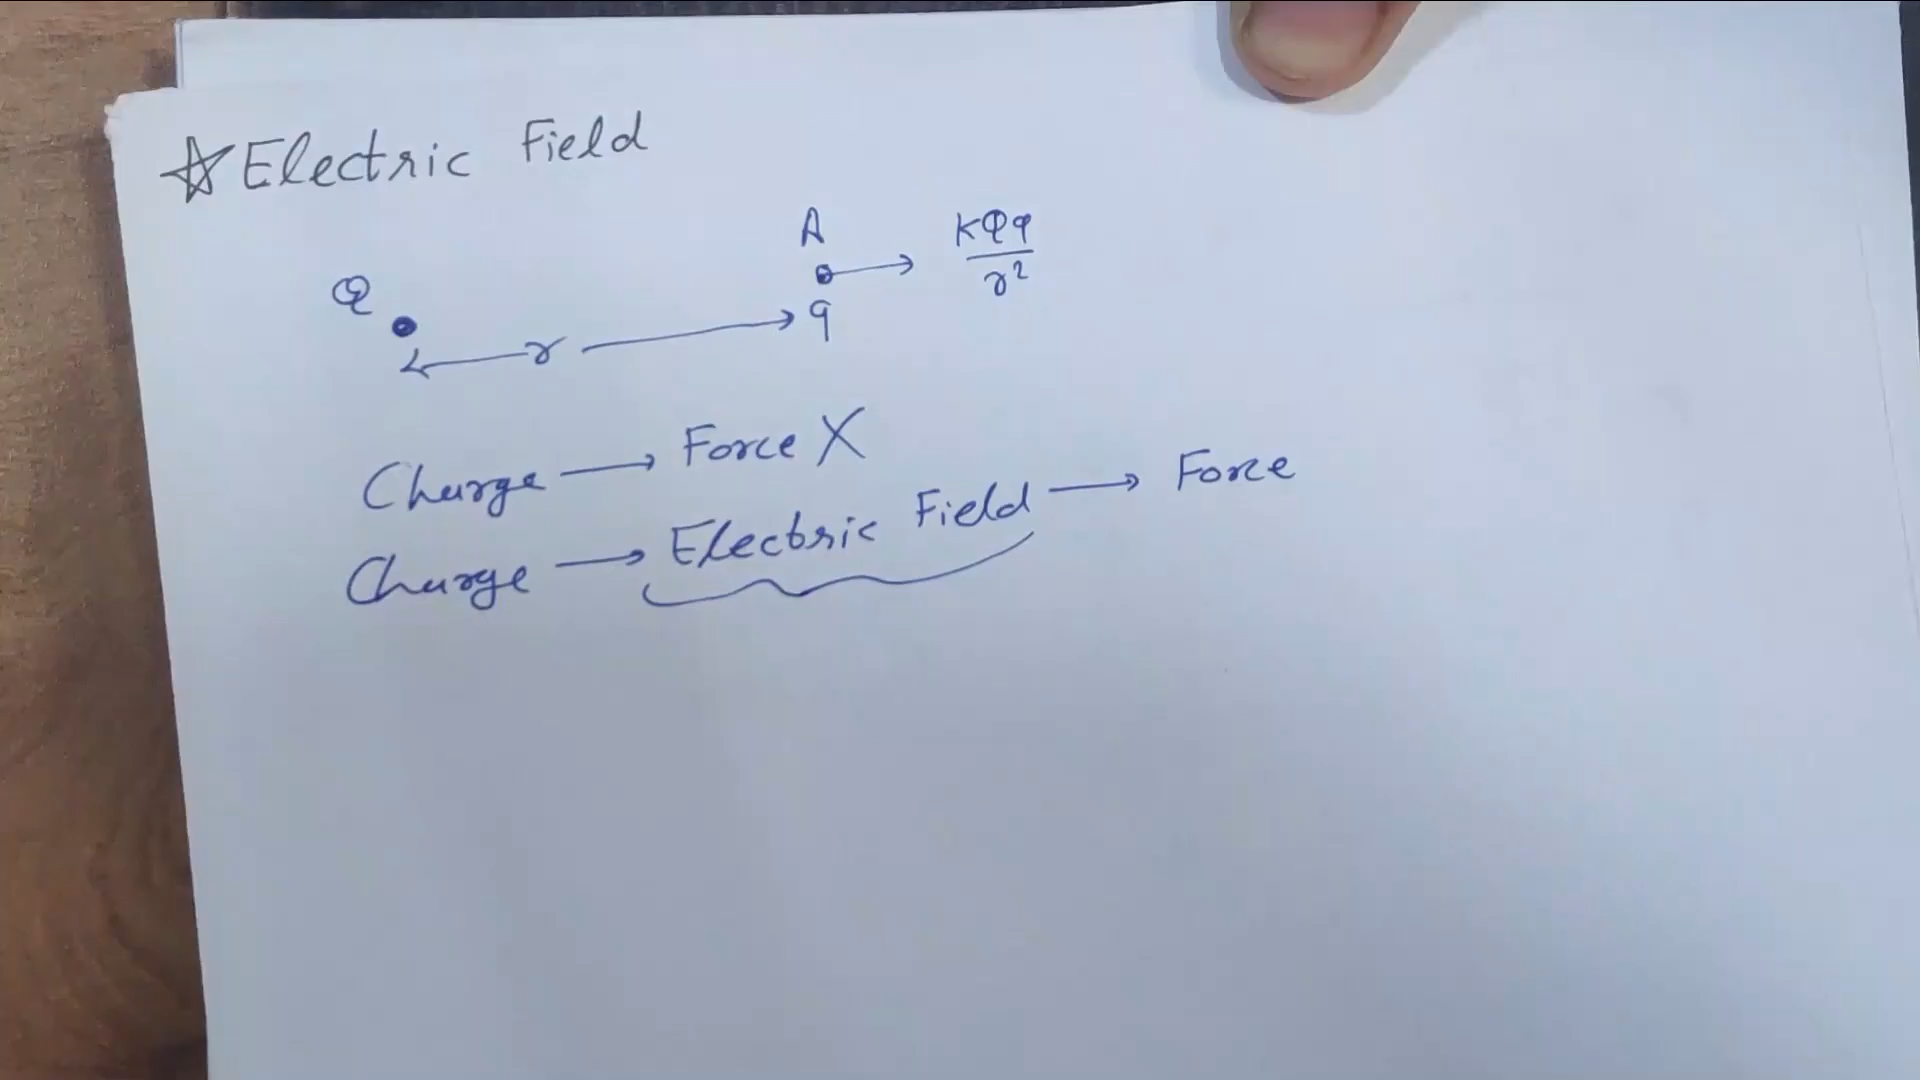 ☆ Electric Field
A
kQq
Q
r²
r
q
Charge → Force X
Charge → Electric Field → Force